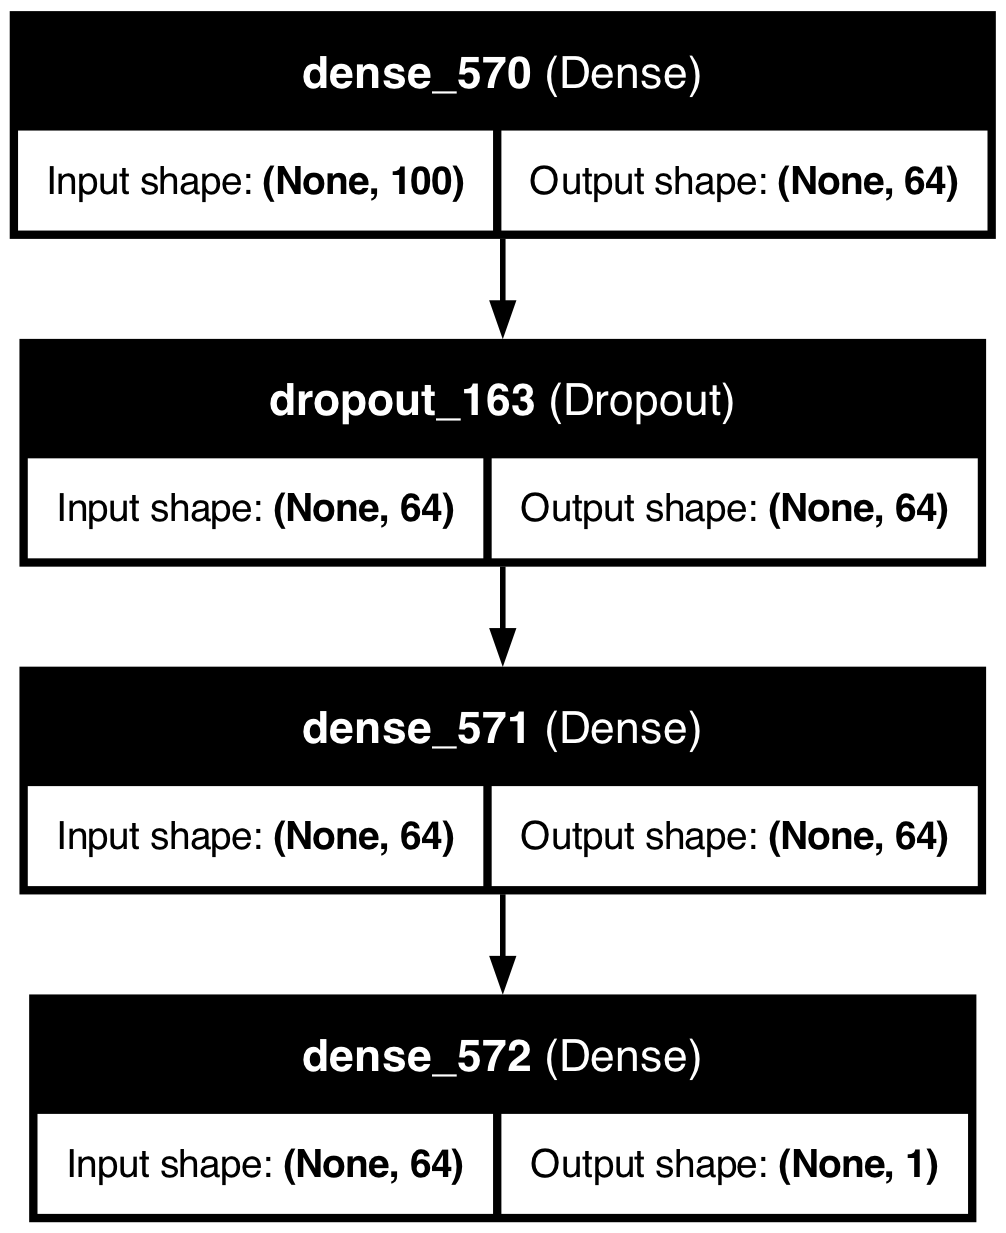 dense_570 (Dense)
Input shape: (None, 100) Output shape: (None, 64)
dropout_163 (Dropout)
Input shape: (None, 64) Output shape: (None, 64)
dense_571 (Dense)
Input shape: (None, 64) Output shape: (None, 64)
dense_572 (Dense)
Input shape: (None, 64) Output shape: (None, 1)